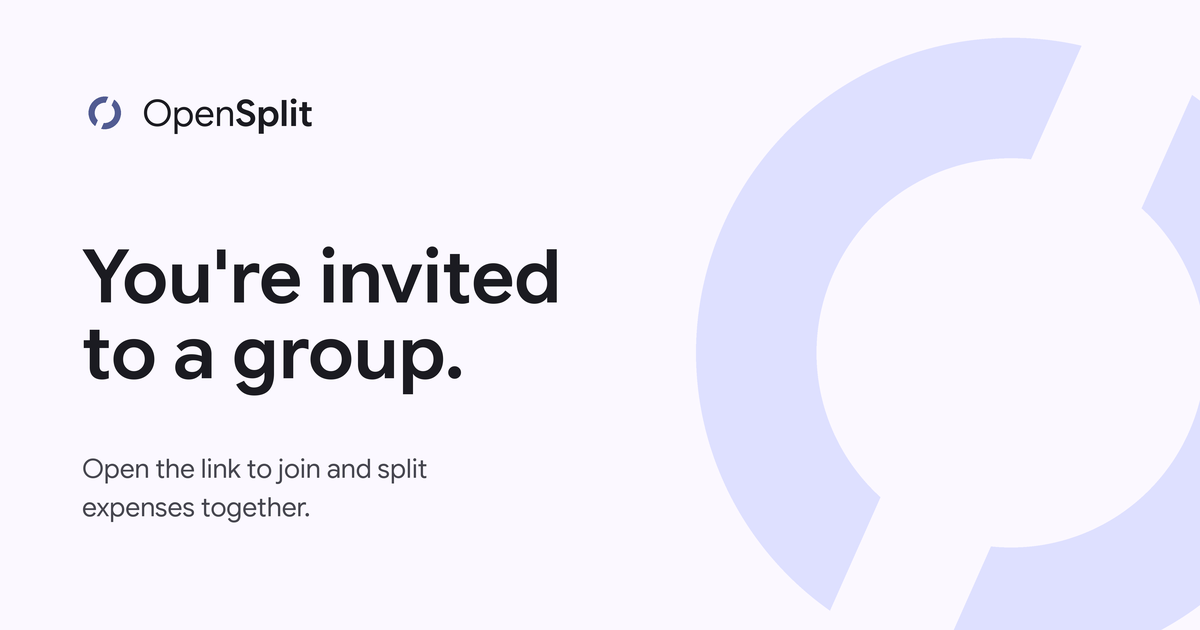 OpenSplit
You're invited
to a group.
Open the link to join and split
expenses together.